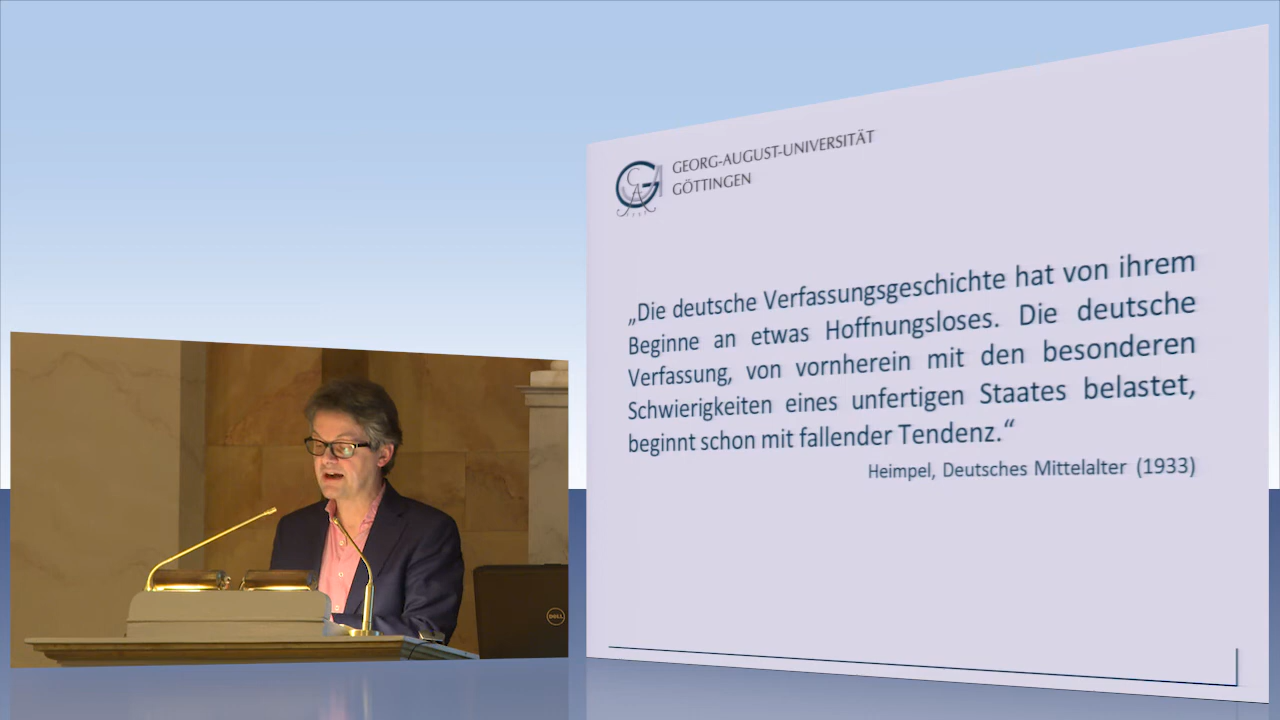 GEORG-AUGUST-UNIVERSITÄT
GÖTTINGEN
„Die deutsche Verfassungsgeschichte hat von ihrem
Beginne an etwas Hoffnungsloses. Die deutsche
Verfassung, von vornherein mit den besonderen
Schwierigkeiten eines unfertigen Staates belastet,
beginnt schon mit fallender Tendenz.“
Heimpel, Deutsches Mittelalter (1933)
DELL